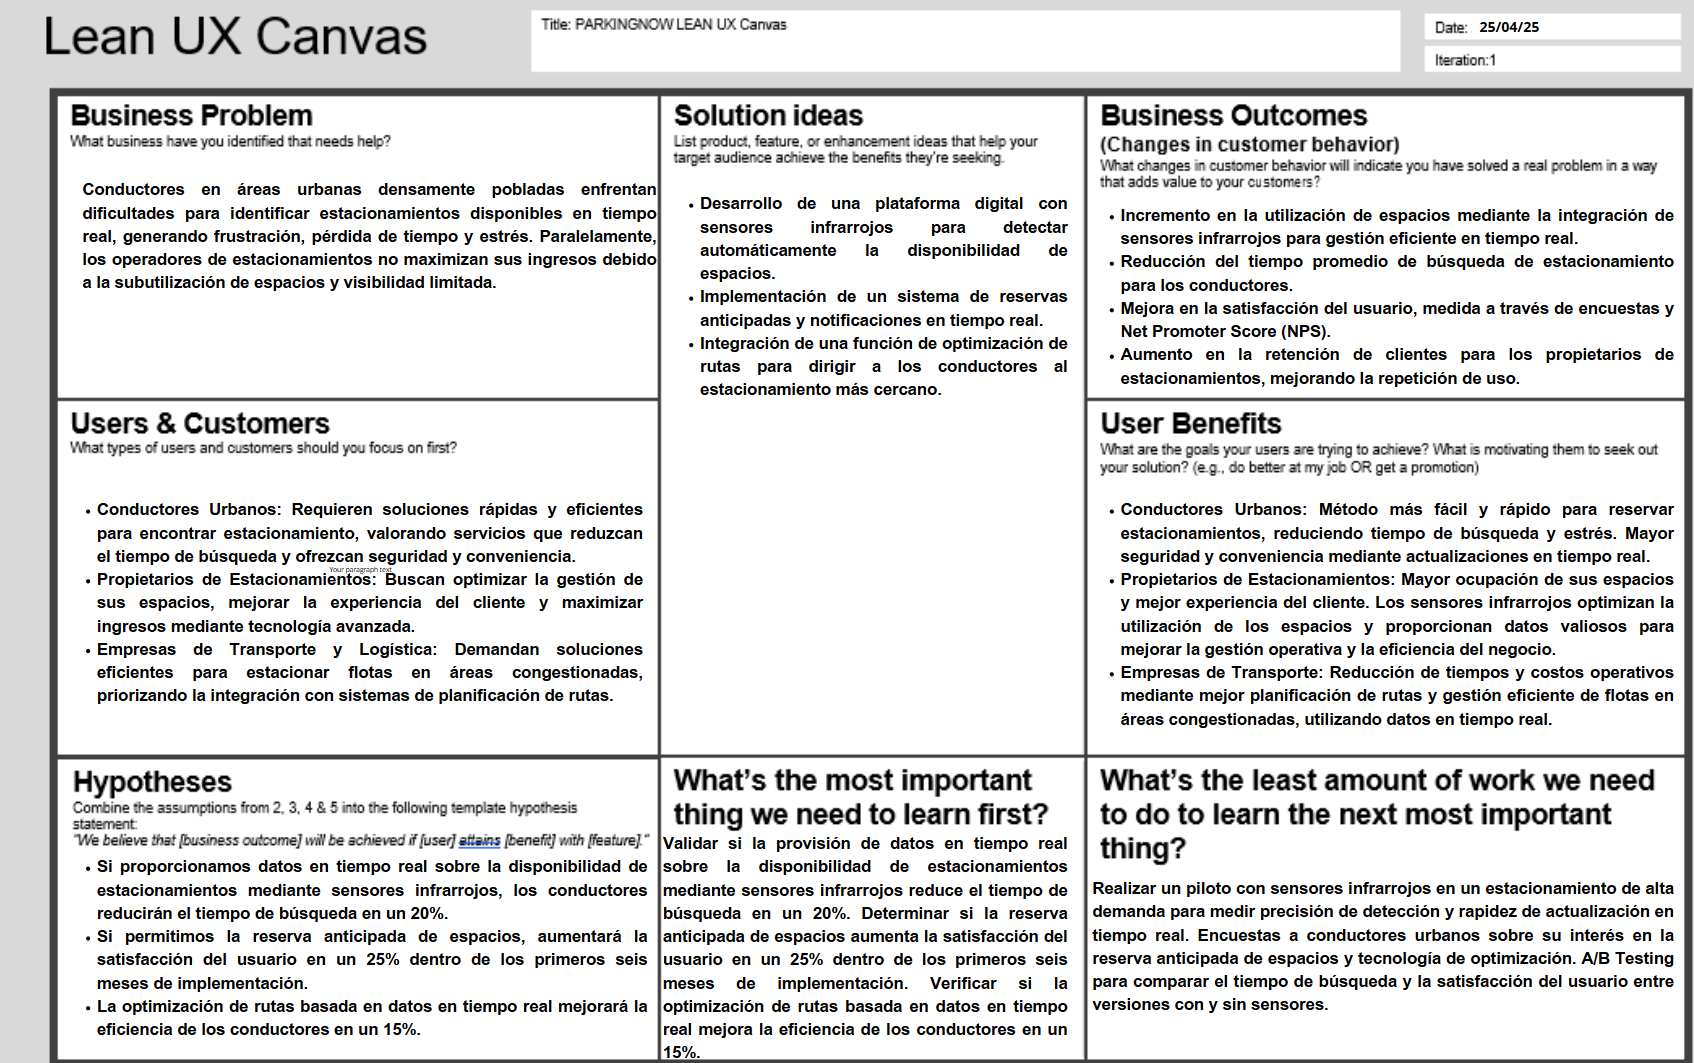 Lean UX Canvas
Title: PARKINGNOW LEAN UX Canvas
Date: 25/04/25
Iteration:1
Business Problem
What business have you identified that needs help?
Conductores en áreas urbanas densamente pobladas enfrentan
dificultades para identificar estacionamientos disponibles en tiempo
real, generando frustración, pérdida de tiempo y estrés. Paralelamente,
los operadores de estacionamientos no maximizan sus ingresos debido
a la subutilización de espacios y visibilidad limitada.
Solution ideas
List product, feature, or enhancement ideas that help your
target audience achieve the benefits they're seeking.
• Desarrollo de una plataforma digital con
sensores infrarrojos para detectar
automáticamente la disponibilidad de
espacios.
• Implementación de un sistema de reservas
anticipadas y notificaciones en tiempo real.
• Integración de una función de optimización de
rutas para dirigir a los conductores al
estacionamiento más cercano.
Business Outcomes
(Changes in customer behavior)
What changes in customer behavior will indicate you have solved a real problem in a way
that adds value to your customers?
• Incremento en la utilización de espacios mediante la integración de
sensores infrarrojos para gestión eficiente en tiempo real.
• Reducción del tiempo promedio de búsqueda de estacionamiento
para los conductores.
• Mejora en la satisfacción del usuario, medida a través de encuestas y
Net Promoter Score (NPS).
• Aumento en la retención de clientes para los propietarios de
estacionamientos, mejorando la repetición de uso.
Users & Customers
What types of users and customers should you focus on first?
• Conductores Urbanos: Requieren soluciones rápidas y eficientes
para encontrar estacionamiento, valorando servicios que reduzcan
el tiempo de búsqueda y ofrezcan seguridad y conveniencia.
Your paragraph text
• Propietarios de Estacionamientos: Buscan optimizar la gestión de
sus espacios, mejorar la experiencia del cliente y maximizar
ingresos mediante tecnología avanzada.
• Empresas de Transporte y Logística: Demandan soluciones
eficientes para estacionar flotas en áreas congestionadas,
priorizando la integración con sistemas de planificación de rutas.
User Benefits
What are the goals your users are trying to achieve? What is motivating them to seek out
your solution? (e.g., do better at my job OR get a promotion)
• Conductores Urbanos: Método más fácil y rápido para reservar
estacionamientos, reduciendo tiempo de búsqueda y estrés. Mayor
seguridad y conveniencia mediante actualizaciones en tiempo real.
• Propietarios de Estacionamientos: Mayor ocupación de sus espacios
y mejor experiencia del cliente. Los sensores infrarrojos optimizan la
utilización de los espacios y proporcionan datos valiosos para
mejorar la gestión operativa y la eficiencia del negocio.
• Empresas de Transporte: Reducción de tiempos y costos operativos
mediante mejor planificación de rutas y gestión eficiente de flotas en
áreas congestionadas, utilizando datos en tiempo real.
Hypotheses
Combine the assumptions from 2, 3, 4 & 5 into the following template hypothesis
statement:
"We believe that [business outcome] will be achieved if [user] attains [benefit] with [feature]."
• Si proporcionamos datos en tiempo real sobre la disponibilidad de
estacionamientos mediante sensores infrarrojos, los conductores
reducirán el tiempo de búsqueda en un 20%.
• Si permitimos la reserva anticipada de espacios, aumentará la
satisfacción del usuario en un 25% dentro de los primeros seis
meses de implementación.
• La optimización de rutas basada en datos en tiempo real mejorará la
eficiencia de los conductores en un 15%.
What's the most important
thing we need to learn first?
Validar si la provisión de datos en tiempo real
sobre la disponibilidad de estacionamientos
mediante sensores infrarrojos reduce el tiempo de
búsqueda en un 20%. Determinar si la reserva
anticipada de espacios aumenta la satisfacción del
usuario en un 25% dentro de los primeros seis
meses de implementación. Verificar si la
optimización de rutas basada en datos en tiempo
real mejora la eficiencia de los conductores en un
15%.
What's the least amount of work we need
to do to learn the next most important
thing?
Realizar un piloto con sensores infrarrojos en un estacionamiento de alta
demanda para medir precisión de detección y rapidez de actualización en
tiempo real. Encuestas a conductores urbanos sobre su interés en la
reserva anticipada de espacios y tecnología de optimización. A/B Testing
para comparar el tiempo de búsqueda y la satisfacción del usuario entre
versiones con y sin sensores.